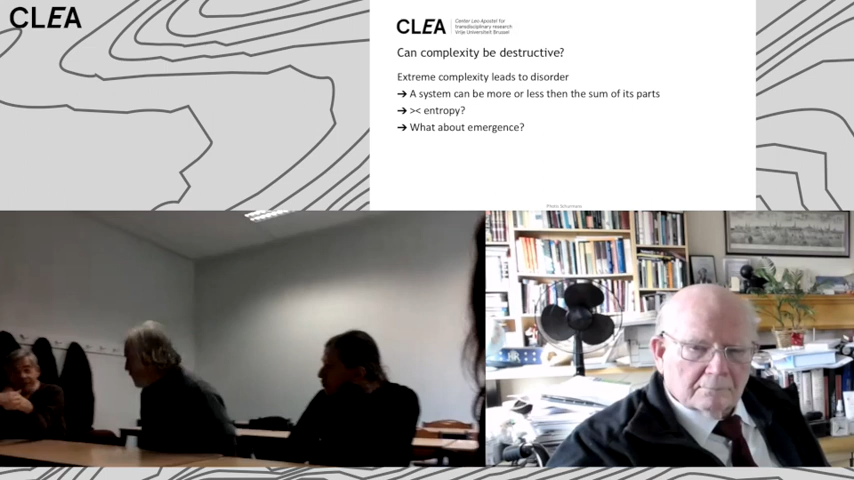 CLEA
CLEA
Center Leo Apostel for
transdisciplinary research
Vrije Universiteit Brussel
Can complexity be destructive?
Extreme complexity leads to disorder
➔ A system can be more or less then the sum of its parts
➔ >< entropy?
➔ What about emergence?